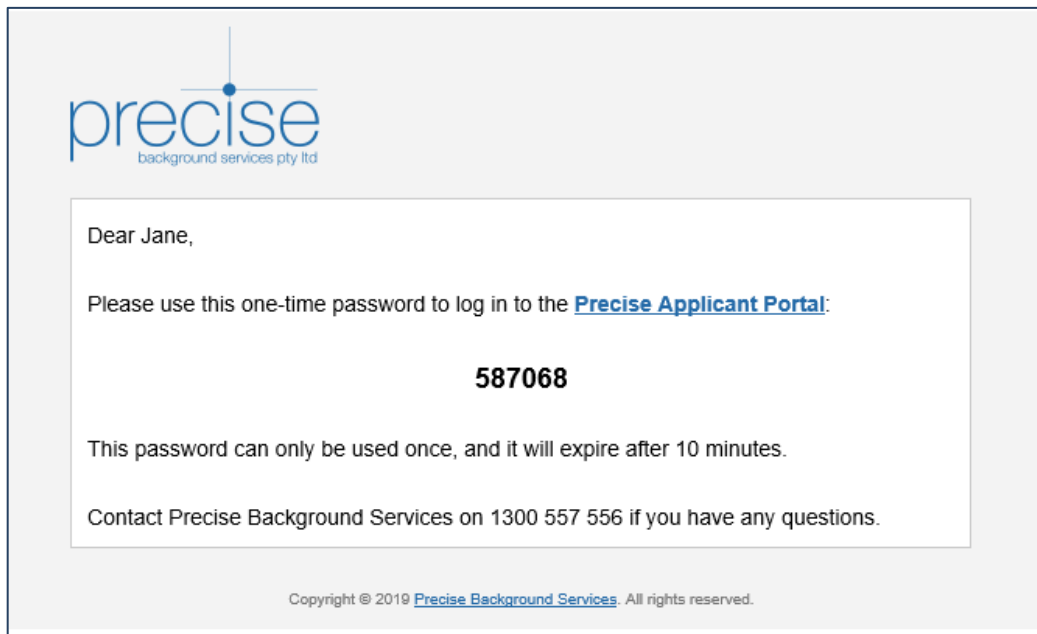 precise
background services pty ltd
Dear Jane,
Please use this one-time password to log in to the Precise Applicant Portal:
587068
This password can only be used once, and it will expire after 10 minutes.
Contact Precise Background Services on 1300 557 556 if you have any questions.
Copyright © 2019 Precise Background Services. All rights reserved.